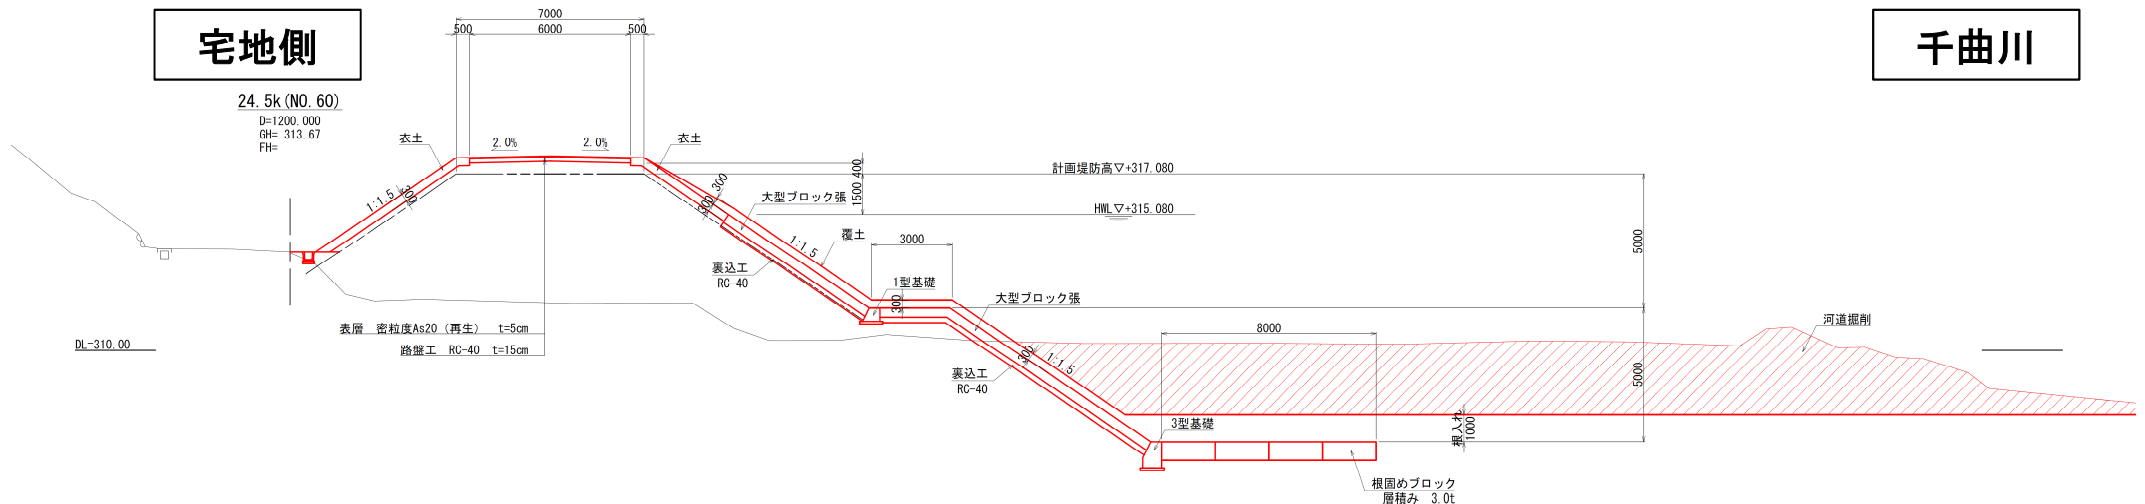 宅地側
千曲川
7000
500
6000
500
24.5k(NO.60)
D=1200.000
GH= 313.67
FH=
衣土
2.0%
2.0%
衣土
計画堤防高▽+317.080
400
1500
300
300
1:1.5
300
大型ブロック張
HWL▽+315.080
1:1.5
覆土
3000
5000
裏込工
RC-40
1型基礎
300
大型ブロック張
表層 密粒度As20 (再生) t=5cm
路盤工 RC-40 t=15cm
DL-310.00
8000
河道掘削
300
1:1.5
裏込工
RC-40
5000
3型基礎
根入れ
1000
根固めブロック
層積み 3.0t